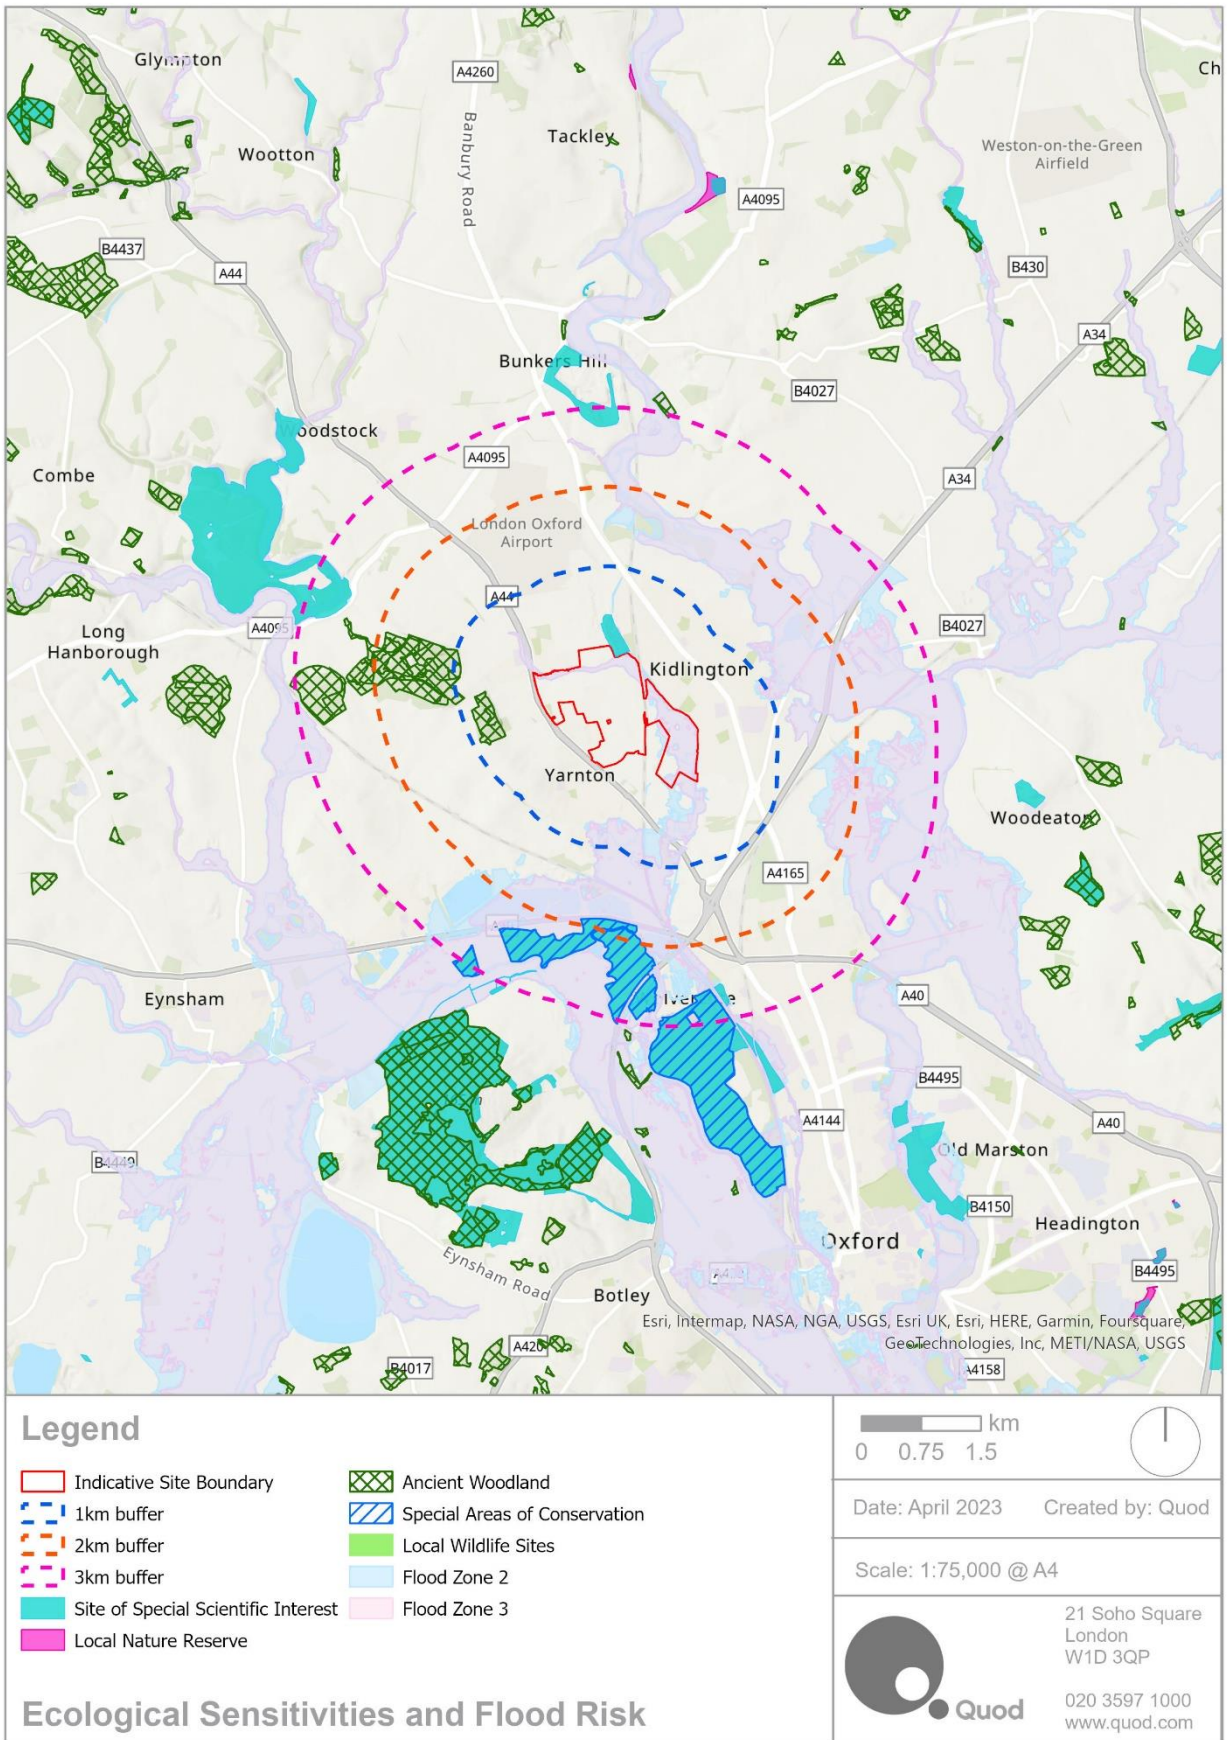 Glympton
A4260
Ch
Banbury Road
Tackley
Wootton
Weston-on-the-Green
Airfield
A4095
B4437
A44
B430
A34
Bunkers Hill
B4027
Woodstock
A4095
Combe
A34
London Oxford
Airport
A44
Long
Hanborough
A4095
B4027
Kidlington
Yarnton
Woodeaton
A4165
Eynsham
A40
B4495
A4144
A40
B4449
Old Marston
B4150
Headington
Oxford
Eynsham Road
B4495
Botley
Esri, Intermap, NASA, NGA, USGS, Esri UK, Esri, HERE, Garmin, Foursquare,
GeoTechnologies, Inc, METI/NASA, USGS
A420
B4017
A4158
Legend
Indicative Site Boundary
1km buffer
2km buffer
3km buffer
Site of Special Scientific Interest
Local Nature Reserve
Ancient Woodland
Special Areas of Conservation
Local Wildlife Sites
Flood Zone 2
Flood Zone 3
Ecological Sensitivities and Flood Risk
km
0 0.75 1.5
Date: April 2023 Created by: Quod
Scale: 1:75,000 @ A4
Quod
21 Soho Square
London
W1D 3QP
020 3597 1000
www.quod.com